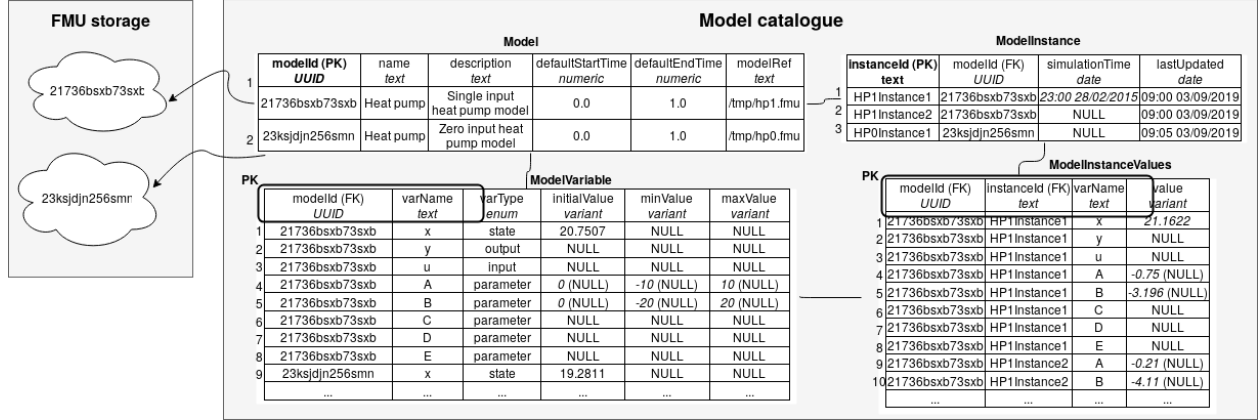 FMU storage
21736bsxb73sxb
23ksjdjn256smn
Model catalogue
Model
modelId (PK) name description defaultStartTime defaultEndTime modelRef
UUID text text numeric numeric text
1 21736bsxb73sxb Heat pump Single input heat pump model 0.0 1.0 /tmp/hp1.fmu
2 23ksjdjn256smn Heat pump Zero input heat pump model 0.0 1.0 /tmp/hp0.fmu
ModelInstance
instanceId (PK) modelId (FK) simulationTime lastUpdated
text UUID date date
1 HP1Instance1 21736bsxb73sxb 23:00 28/02/2015 09:00 03/09/2019
2 HP1Instance2 21736bsxb73sxb NULL 09:00 03/09/2019
3 HP0Instance1 23ksjdjn256smn NULL 09:05 03/09/2019
PK
ModelVariable
modelId (FK) varName varType initialValue minValue maxValue
UUID text enum variant variant variant
1 21736bsxb73sxb x state 20.7507 NULL NULL
2 21736bsxb73sxb y output NULL NULL NULL
3 21736bsxb73sxb u input NULL NULL NULL
4 21736bsxb73sxb A parameter 0 (NULL) -10 (NULL) 10 (NULL)
5 21736bsxb73sxb B parameter 0 (NULL) -20 (NULL) 20 (NULL)
6 21736bsxb73sxb C parameter NULL NULL NULL
7 21736bsxb73sxb D parameter NULL NULL NULL
8 21736bsxb73sxb E parameter NULL NULL NULL
9 23ksjdjn256smn x state 19.2811 NULL NULL
... ... ... ... ... ...
PK
ModelInstanceValues
modelId (FK) instanceId (FK) varName value
UUID text text variant
1 21736bsxb73sxb HP1Instance1 x 21.1622
2 21736bsxb73sxb HP1Instance1 y NULL
3 21736bsxb73sxb HP1Instance1 u NULL
4 21736bsxb73sxb HP1Instance1 A -0.75 (NULL)
5 21736bsxb73sxb HP1Instance1 B -3.196 (NULL)
6 21736bsxb73sxb HP1Instance1 C NULL
7 21736bsxb73sxb HP1Instance1 D NULL
8 21736bsxb73sxb HP1Instance1 E NULL
9 21736bsxb73sxb HP1Instance2 A -0.21 (NULL)
10 21736bsxb73sxb HP1Instance2 B -4.11 (NULL)
... ... ... ...